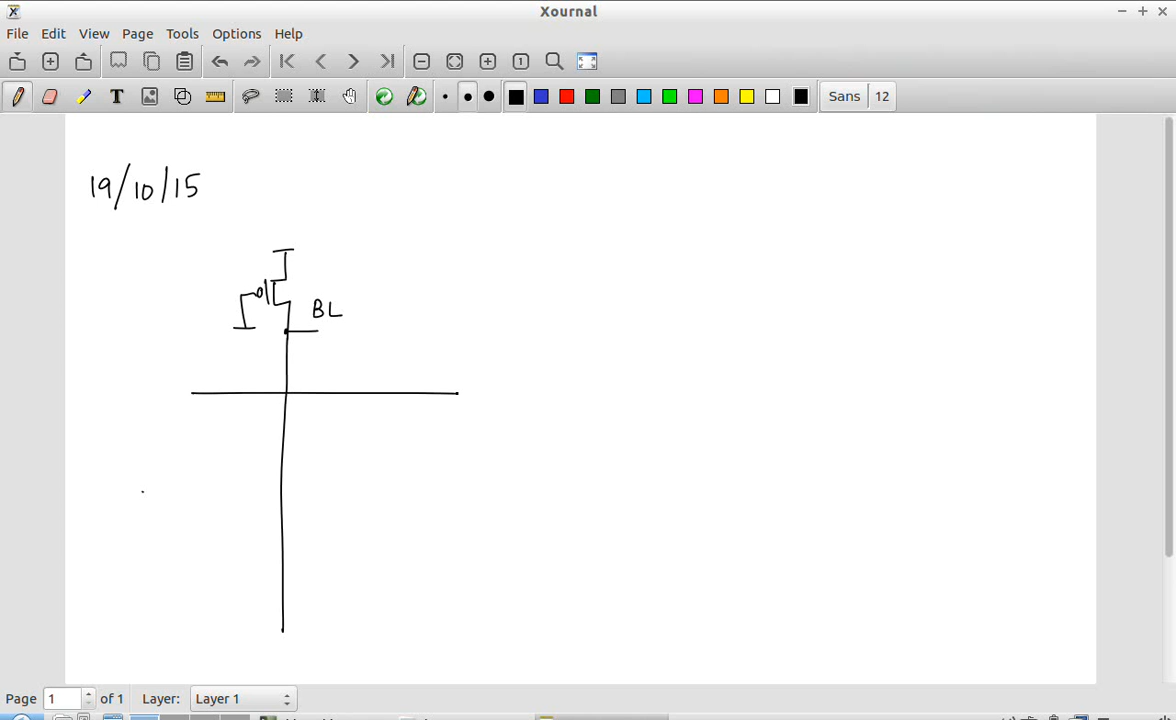 Xournal
File Edit View Page Tools Options Help
Sans 12
19/10/15
BL
Page 1 of 1 Layer: Layer 1